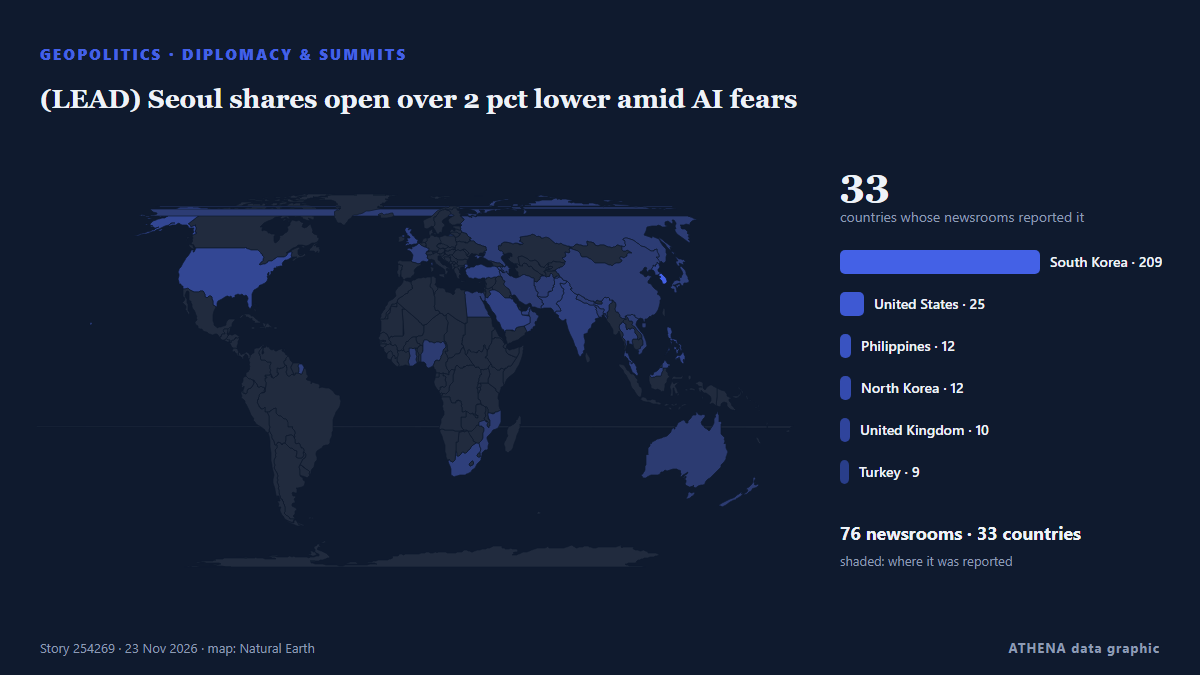 GEOPOLITICS · DIPLOMACY & SUMMITS
(LEAD) Seoul shares open over 2 pct lower amid AI fears
33
countries whose newsrooms reported it
South Korea · 209
United States · 25
Philippines · 12
North Korea · 12
United Kingdom · 10
Turkey · 9
76 newsrooms · 33 countries
shaded: where it was reported
Story 254269 · 23 Nov 2026 · map: Natural Earth
ATHENA data graphic